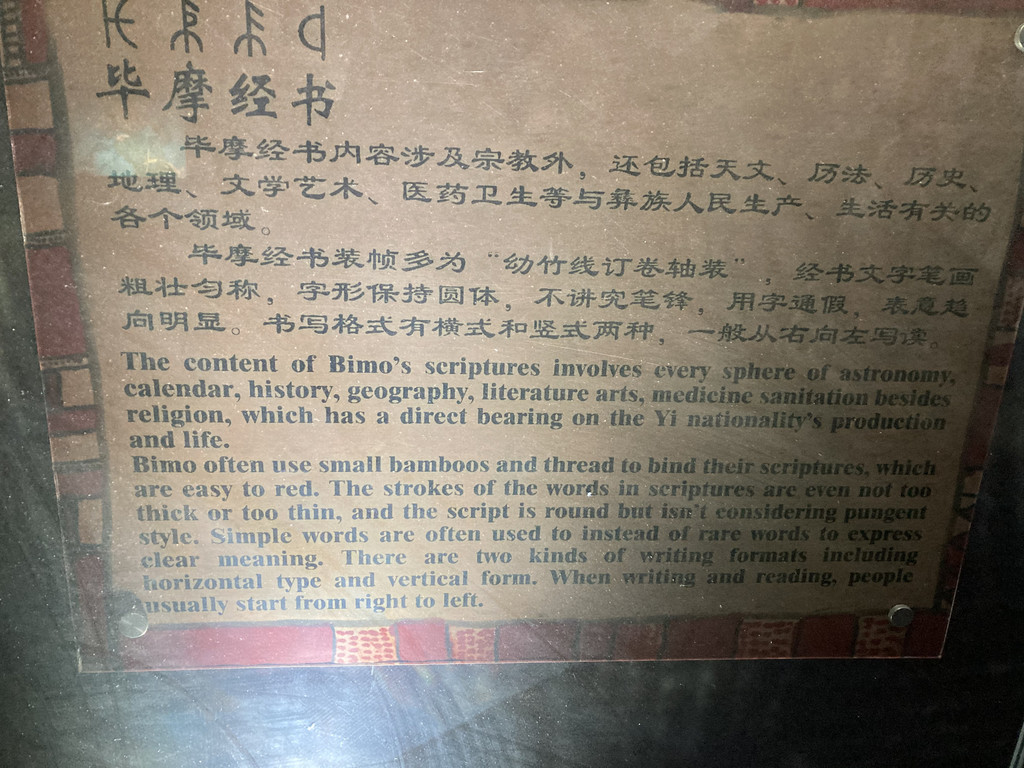 毕摩经书
毕摩经书内容涉及宗教外，还包括天文、历法、历史、
地理、文学艺术、医药卫生等与彝族人民生产、生活有关的
各个领域。
毕摩经书装帧多为“幼竹线订卷轴装”，经书文字笔画
粗壮匀称，字形保持圆体，不讲究笔锋，用字通假，表意趋
向明显。书写格式有横式和竖式两种，一般从右向左写读。
The content of Bimo's scriptures involves every sphere of astronomy,
calendar, history, geography, literature arts, medicine sanitation besides
religion, which has a direct bearing on the Yi nationality's production
and life.
Bimo often use small bamboos and thread to bind their scriptures, which
are easy to red. The strokes of the words in scriptures are even not too
thick or too thin, and the script is round but isn't considering pungent
style. Simple words are often used to instead of rare words to express
clear meaning. There are two kinds of writing formats including
horizontal type and vertical form. When writing and reading, people
usually start from right to left.